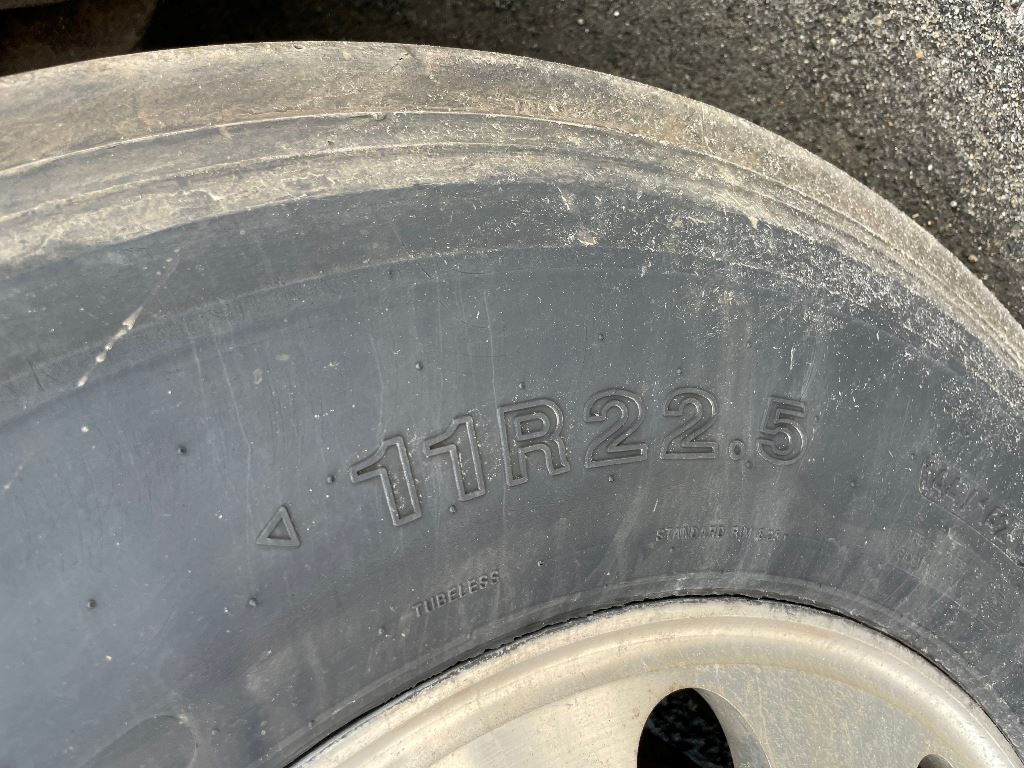 11R22.5
STANDARD RIM 8.25
TUBELESS